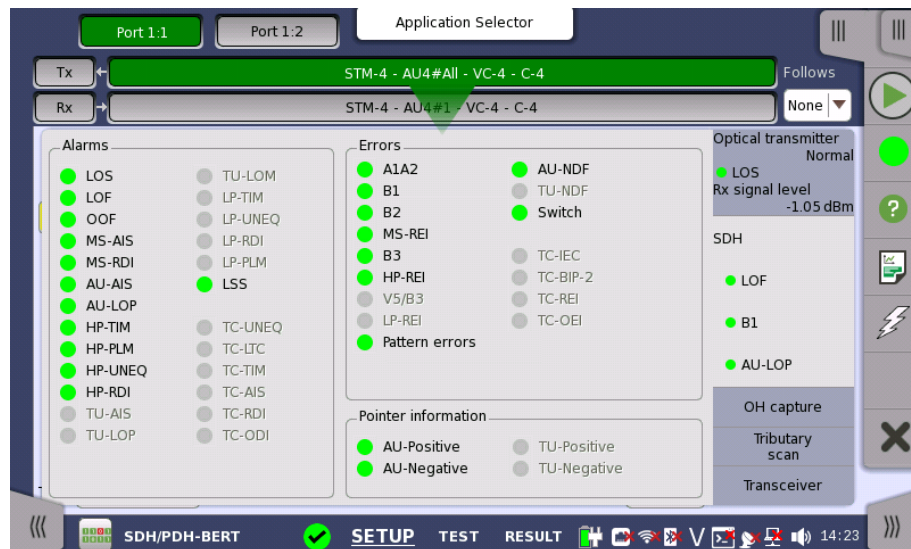 Application Selector
Port 1:1
Port 1:2
Tx
STM-4 - AU4#All - VC-4 - C-4
Follows
Rx
STM-4 - AU4#1 - VC-4 - C-4
None
Alarms
LOS
LOF
OOF
MS-AIS
MS-RDI
AU-AIS
AU-LOP
HP-TIM
HP-PLM
HP-UNEQ
HP-RDI
TU-AIS
TU-LOP
TU-LOM
LP-TIM
LP-UNEQ
LP-RDI
LP-PLM
LSS
TC-UNEQ
TC-LTC
TC-TIM
TC-AIS
TC-RDI
TC-ODI
Errors
A1A2
B1
B2
MS-REI
B3
HP-REI
V5/B3
LP-REI
Pattern errors
AU-NDF
TU-NDF
Switch
TC-IEC
TC-BIP-2
TC-REI
TC-OEI
Pointer information
AU-Positive
AU-Negative
TU-Positive
TU-Negative
Optical transmitter
Normal
LOS
Rx signal level
-1.05 dBm
SDH
LOF
B1
AU-LOP
OH capture
Tributary
scan
Transceiver
SDH/PDH-BERT
SETUP
TEST
RESULT
14:23